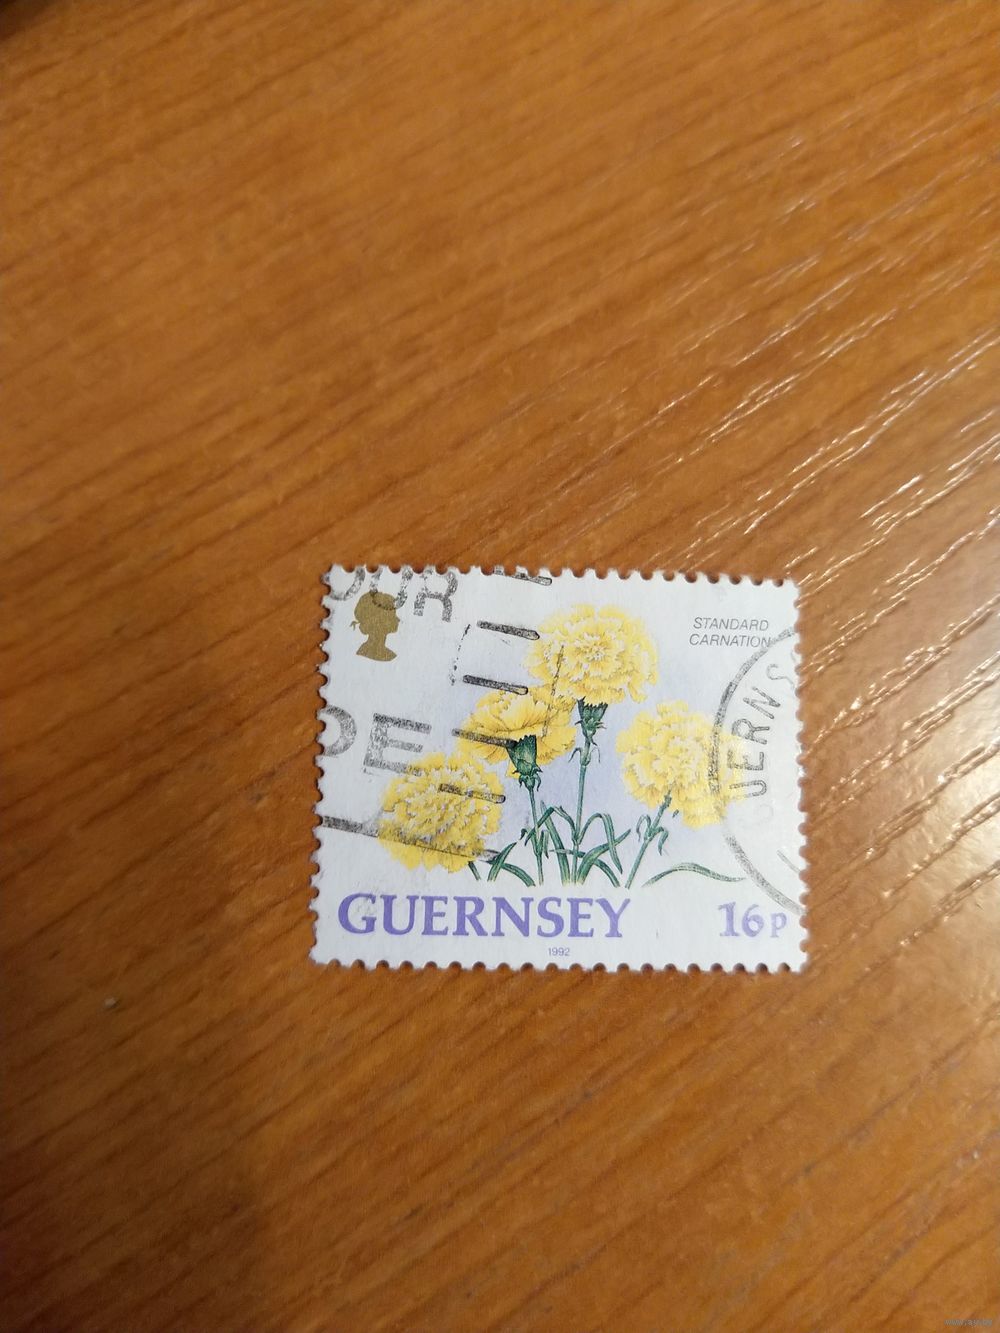 STANDARD
CARNATION
GUERNSEY
16p
1992